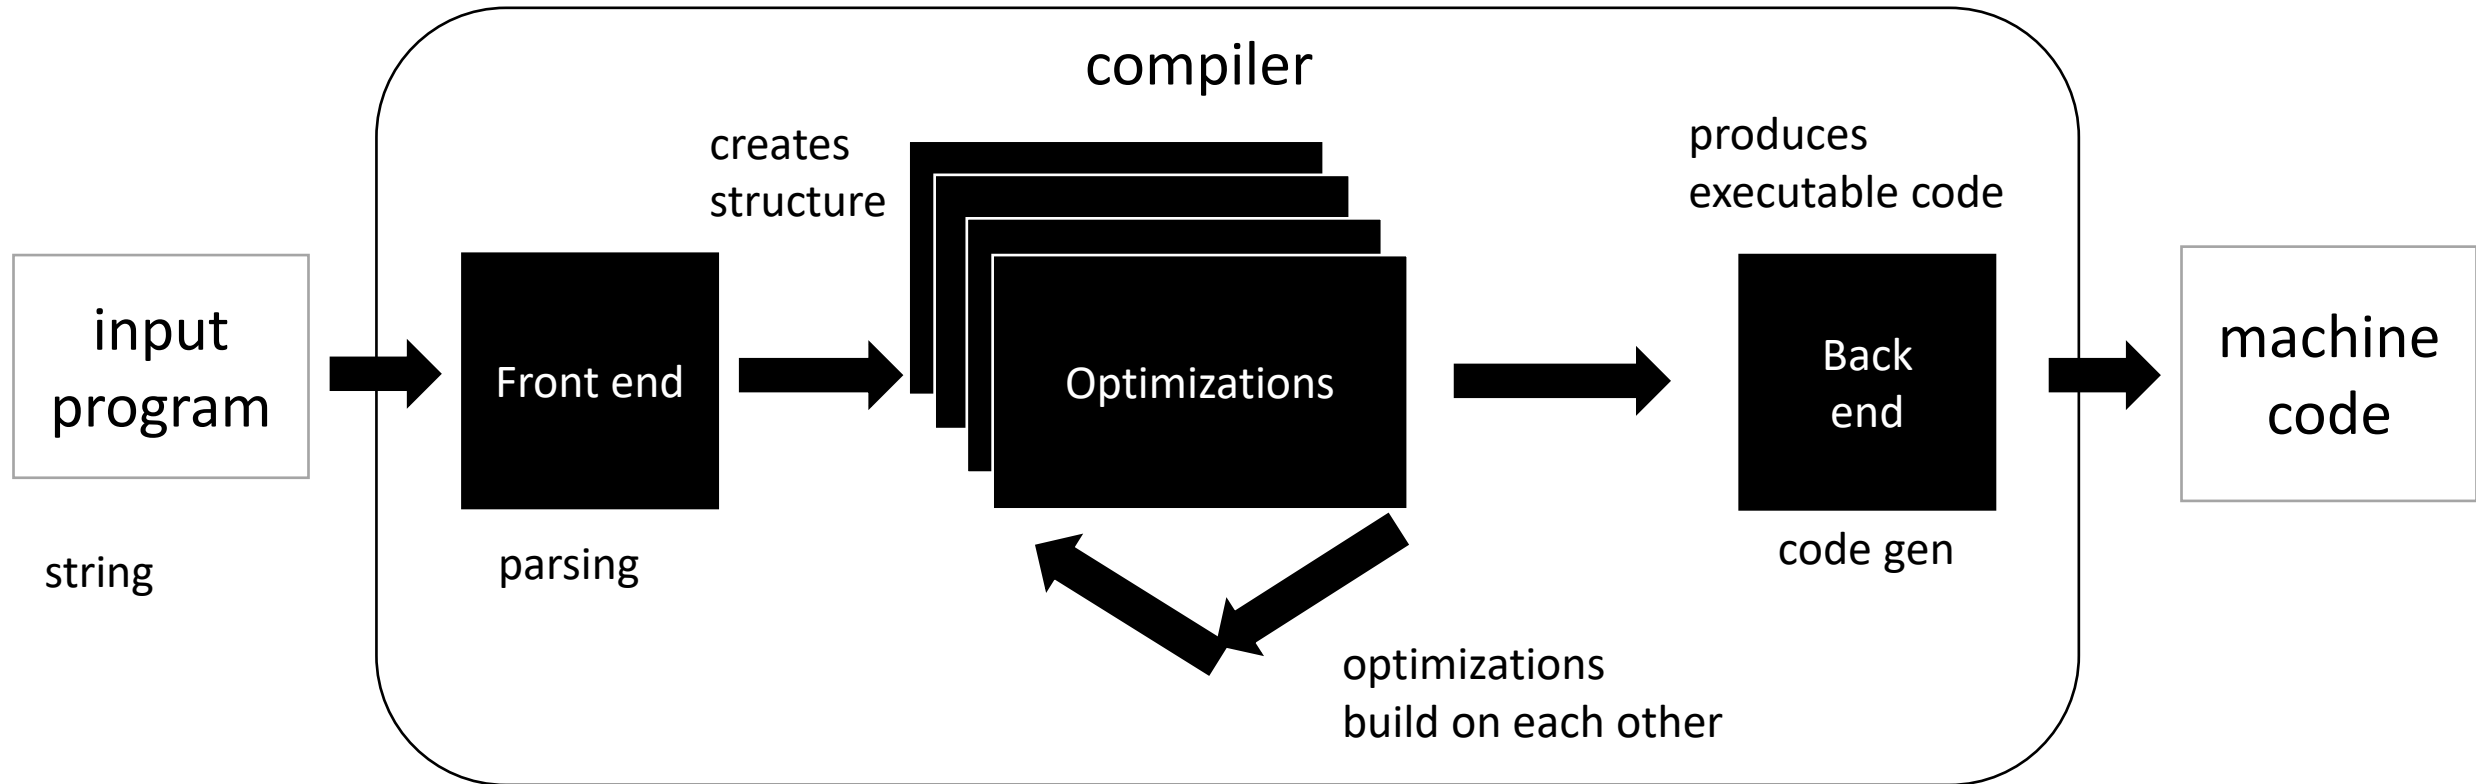 compiler
creates
structure
produces
executable code
input
program
Front end
Optimizations
Back
end
machine
code
string
parsing
code gen
optimizations
build on each other